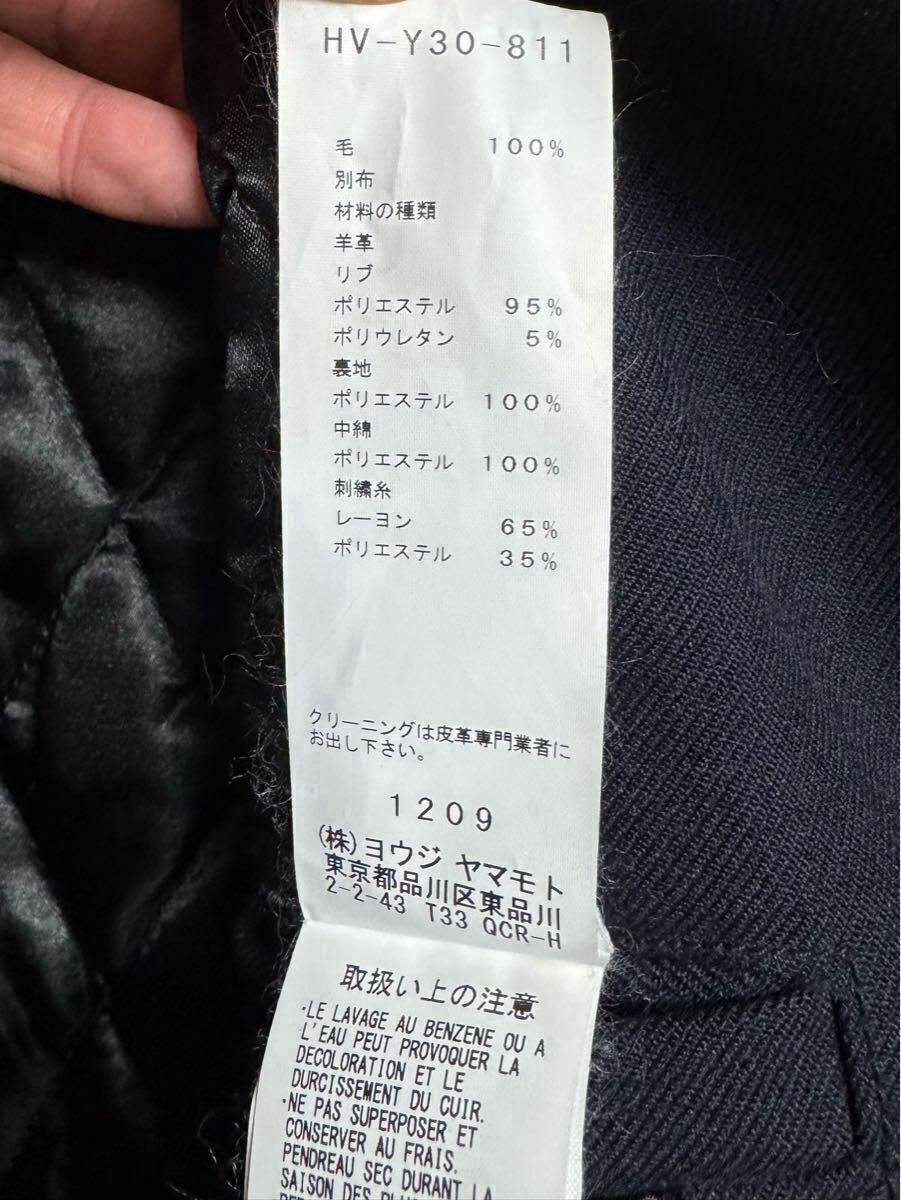 HV-Y30-811
毛 100%
別布
材料の種類
羊革
リブ
ポリエステル 95%
ポリウレタン 5%
裏地
ポリエステル 100%
中綿
ポリエステル 100%
刺繍糸
レーヨン 65%
ポリエステル 35%
クリーニングは皮革専門業者に
お出し下さい。
1209
(株)ヨウジ ヤマモト
東京都品川区東品川
2-2-43 T33 QCR-H
取扱い上の注意
・LE LAVAGE AU BENZENE OU A
L'EAU PEUT PROVOQUER LA
DECOLORATION ET LE
DURCISSEMENT DU CUIR.
・NE PAS SUPERPOSER ET
CONSERVER AU FRAIS.
PENDREAU SEC DURANT LA
SAISON DES